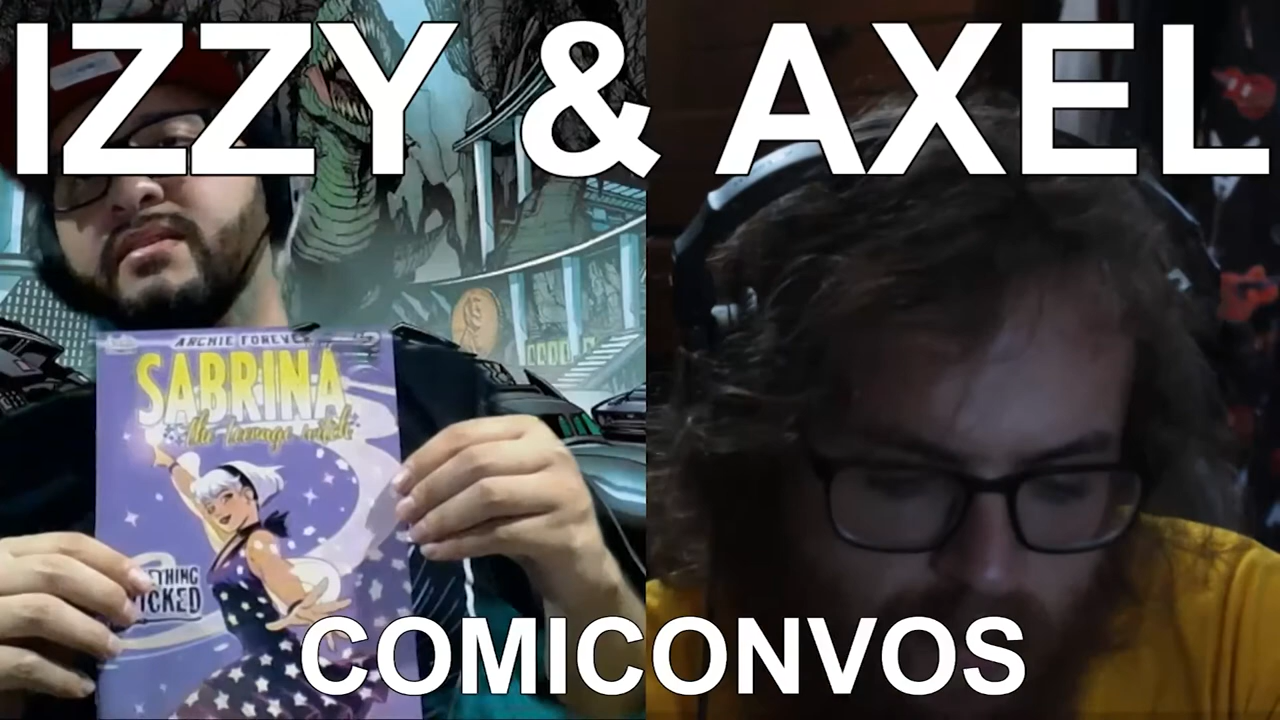 IZZY & AXEL
ARCHIE FOREVER
SABRINA
the teenage witch
COMICONVOS